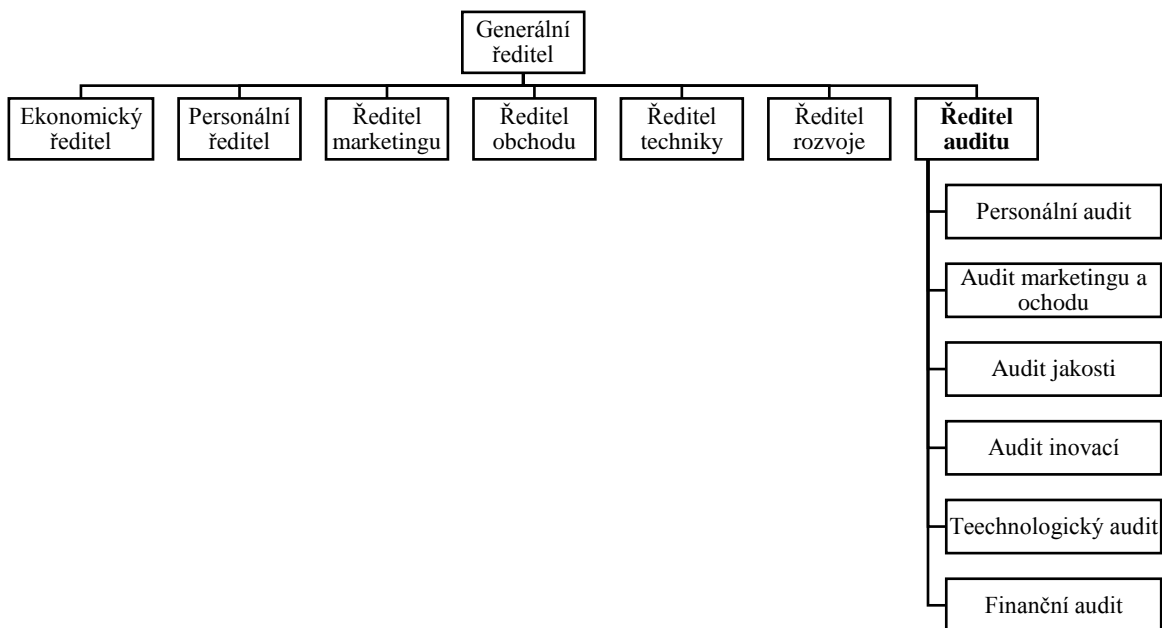 Generální
ředitel
Ekonomický
ředitel
Personální
ředitel
Ředitel
marketingu
Ředitel
obchodu
Ředitel
techniky
Ředitel
rozvoje
Ředitel
auditu
Personální audit
Audit marketingu a
ochodu
Audit jakosti
Audit inovací
Teechnologický audit
Finanční audit